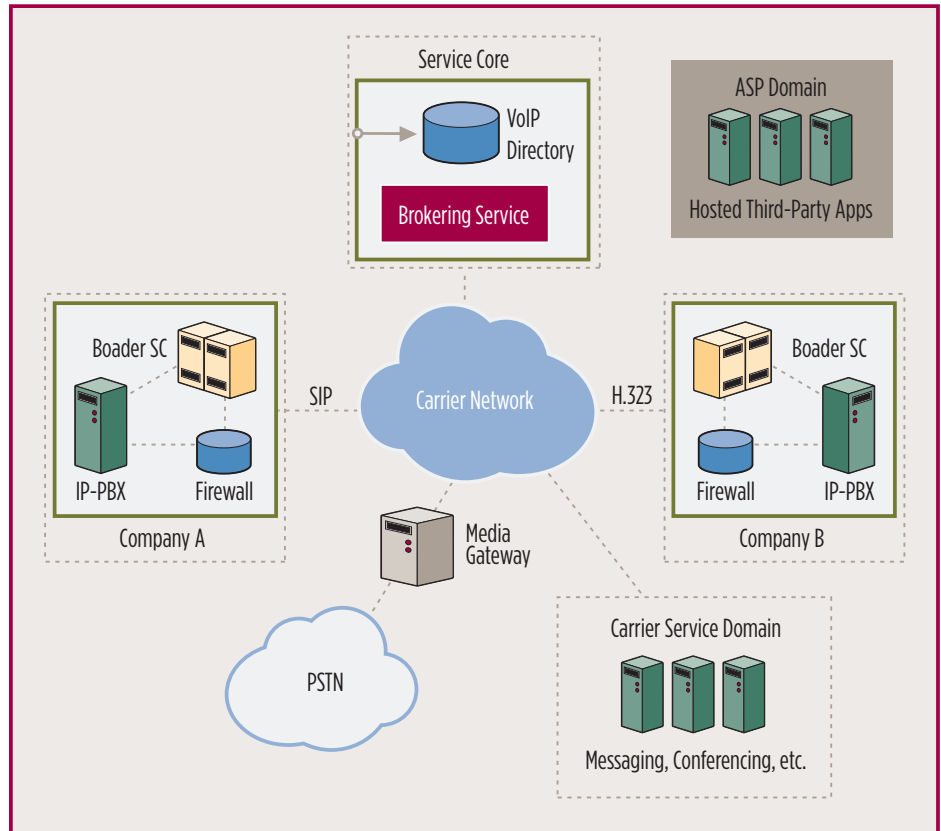 Service Core
VoIP
Directory
Brokering Service
ASP Domain
Hosted Third-Party Apps
Boader SC
IP-PBX
Firewall
Company A
SIP
Carrier Network
H.323
Boader SC
Firewall
IP-PBX
Company B
Media
Gateway
PSTN
Carrier Service Domain
Messaging, Conferencing, etc.